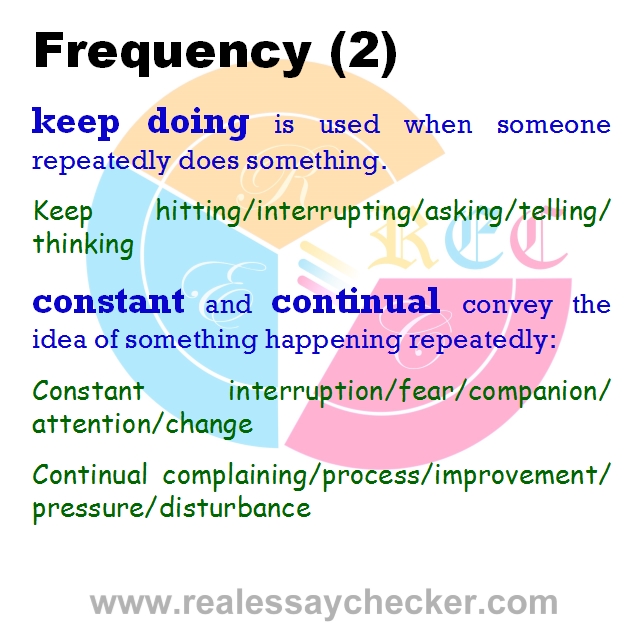 Frequency (2)
keep doing is used when someone
repeatedly does something.
Keep hitting/interrupting/asking/telling/
thinking
R
REC
E
C
constant and continual convey the
idea of something happening repeatedly:
Constant interruption/fear/companion/
attention/change
Continual complaining/process/improvement/
pressure/disturbance
www.realessaychecker.com